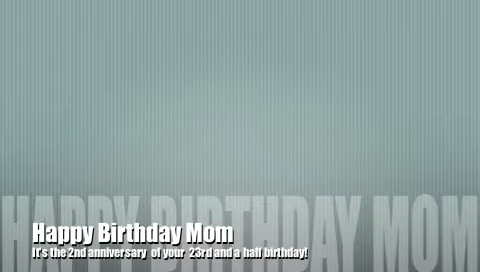 HAPPY BIRTHDAY MOM
Happy Birthday Mom
It's the 2nd anniversary of your 23rd and a half birthday!